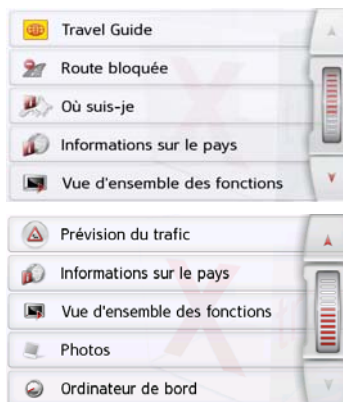 Travel Guide
Route bloquée
Où suis-je
Informations sur le pays
Vue d'ensemble des fonctions
Prévision du trafic
Informations sur le pays
Vue d'ensemble des fonctions
Photos
Ordinateur de bord